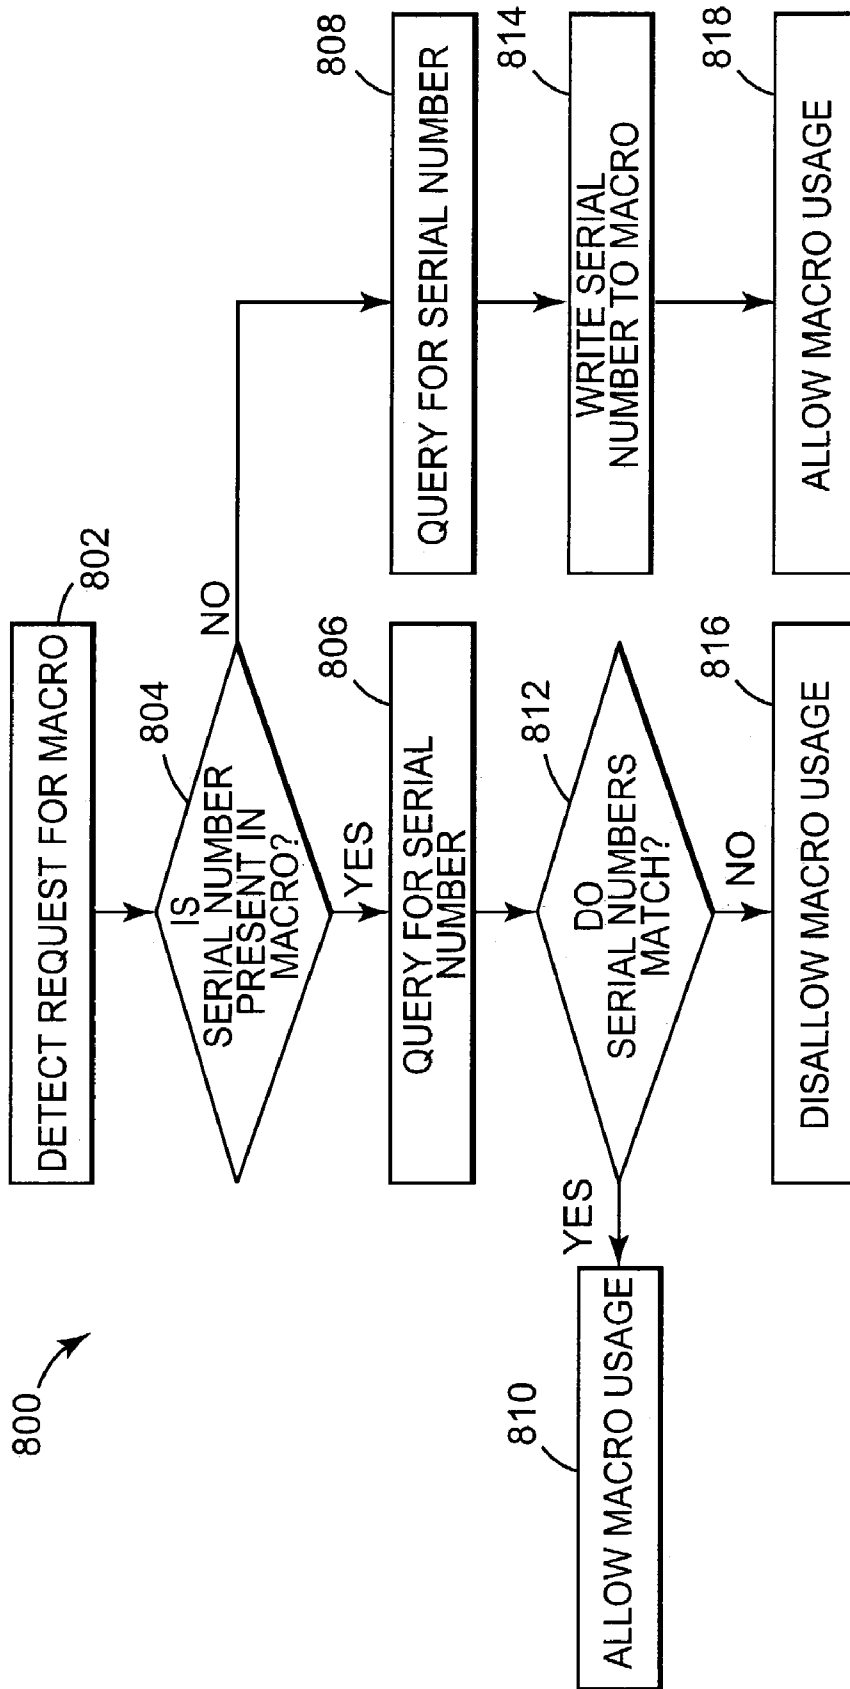 800
DETECT REQUEST FOR MACRO
802
IS
SERIAL NUMBER
PRESENT IN
MACRO?
804
NO
YES
QUERY FOR SERIAL
NUMBER
806
QUERY FOR SERIAL NUMBER
808
DO
SERIAL NUMBERS
MATCH?
812
YES
NO
ALLOW MACRO USAGE
810
WRITE SERIAL
NUMBER TO MACRO
814
DISALLOW MACRO USAGE
816
ALLOW MACRO USAGE
818